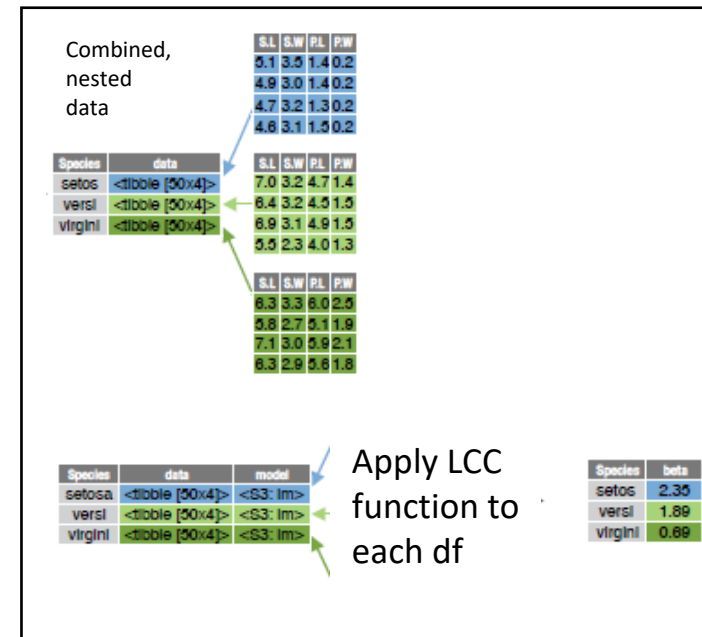 Combined,
nested
data
S.L S.W P.L P.W
5.1 3.5 1.4 0.2
4.9 3.0 1.4 0.2
4.7 3.2 1.3 0.2
4.6 3.1 1.5 0.2
Species data
setos <tibble [50x4]>
versi <tibble [50x4]>
virgini <tibble [50x4]>
S.L S.W P.L P.W
7.0 3.2 4.7 1.4
6.4 3.2 4.5 1.5
6.9 3.1 4.9 1.5
5.5 2.3 4.0 1.3
S.L S.W P.L P.W
6.3 3.3 6.0 2.5
5.8 2.7 5.1 1.9
7.1 3.0 5.9 2.1
6.3 2.9 5.6 1.8
Species data model
setosa <tibble [50x4]> <S3: lm>
versi <tibble [50x4]> <S3: lm>
virgini <tibble [50x4]> <S3: lm>
Apply LCC
function to
each df
Species beta
setos 2.35
versi 1.89
virgini 0.69